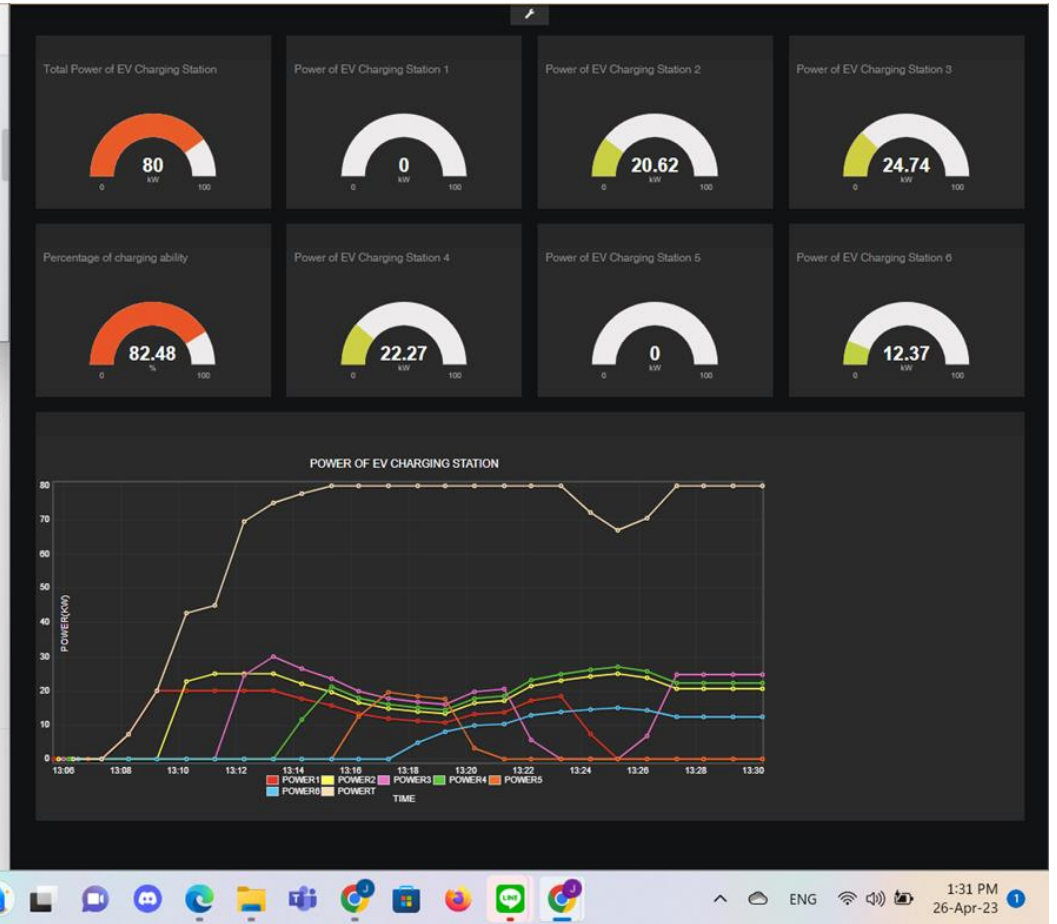 Total Power of EV Charging Station
80
kW
0
100
Power of EV Charging Station 1
0
kW
0
100
Power of EV Charging Station 2
20.62
kW
0
100
Power of EV Charging Station 3
24.74
kW
0
100
Percentage of charging ability
82.48
%
0
100
Power of EV Charging Station 4
22.27
kW
0
100
Power of EV Charging Station 5
0
kW
0
100
Power of EV Charging Station 6
12.37
kW
0
100
POWER OF EV CHARGING STATION
80
70
60
50
40
30
20
10
0
POWER(KW)
13:06 13:08 13:10 13:12 13:14 13:16 13:18 13:20 13:22 13:24 13:26 13:28 13:30
POWER1 POWER2 POWER3 POWER4 POWER5
POWER6 POWERT
TIME
J
LINE
J
ENG
1:31 PM
26-Apr-23
1